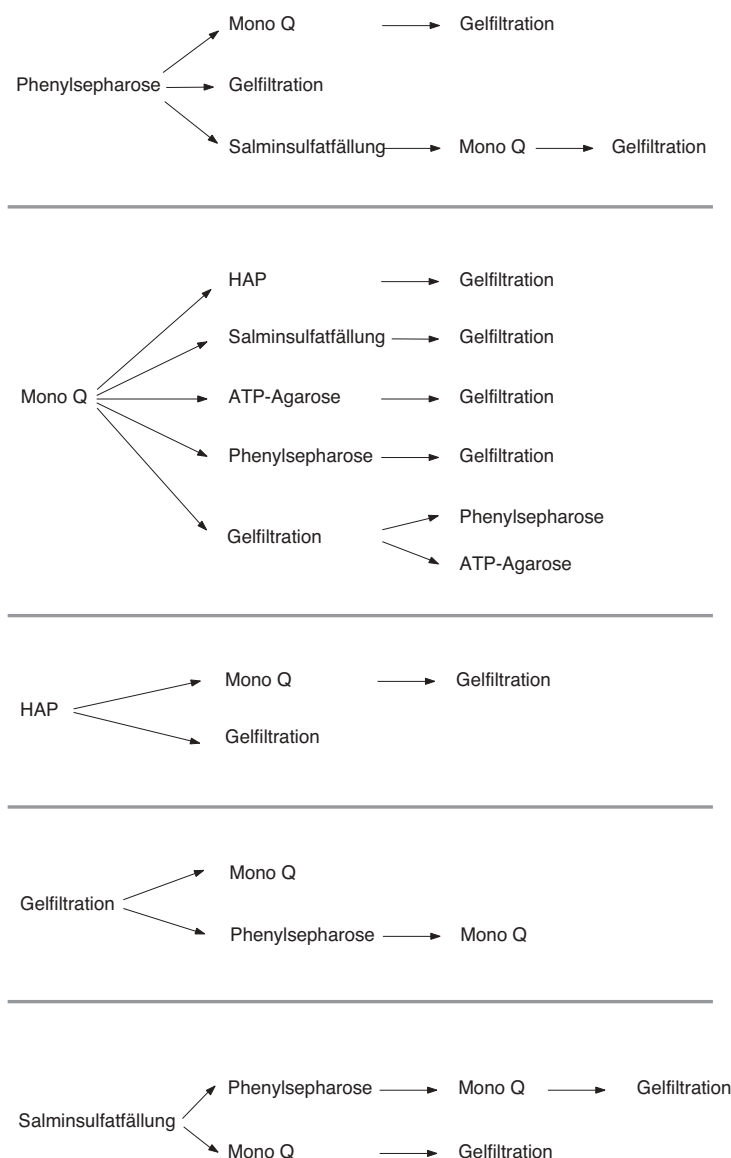 Mono Q Gelfiltration
Phenylsepharose Gelfiltration
Salminsulfatfällung Mono Q Gelfiltration
HAP Gelfiltration
Salminsulfatfällung Gelfiltration
Mono Q ATP-Agarose Gelfiltration
Phenylsepharose Gelfiltration
Phenylsepharose
Gelfiltration
ATP-Agarose
Mono Q Gelfiltration
HAP
Gelfiltration
Mono Q
Gelfiltration
Phenylsepharose Mono Q
Phenylsepharose Mono Q Gelfiltration
Salminsulfatfällung
Mono Q Gelfiltration